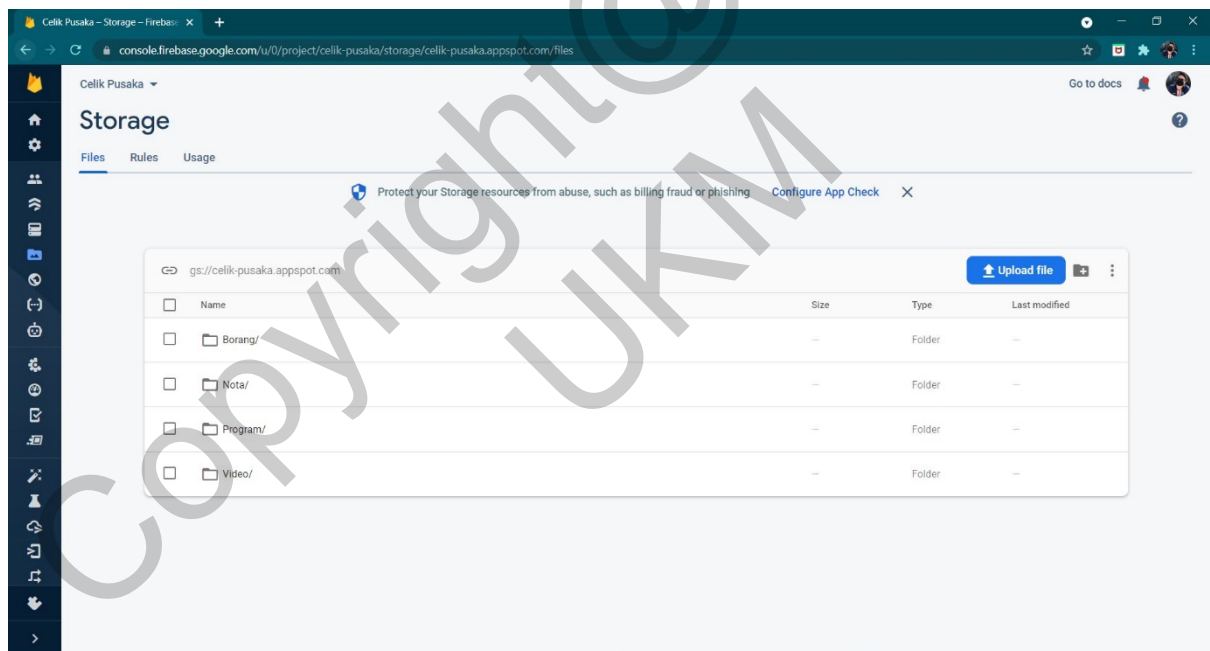 Celik Pusaka – Storage – Firebase
console.firebase.google.com/u/0/project/celik-pusaka/storage/celik-pusaka.appspot.com/files
Celik Pusaka
Go to docs
Storage
Files Rules Usage
Protect your Storage resources from abuse, such as billing fraud or phishing Configure App Check
gs://celik-pusaka.appspot.com
Upload file
Name Size Type Last modified
Borang/ – Folder –
Nota/ – Folder –
Program/ – Folder –
Video/ – Folder –
Copyright@
UKM